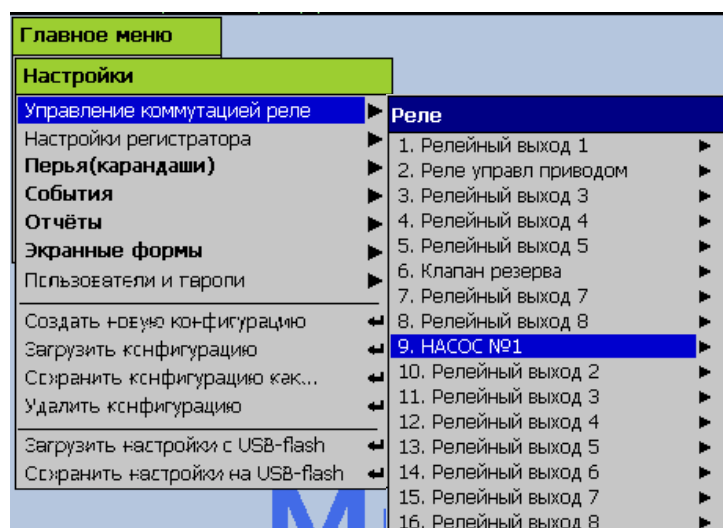 Главное меню
Настройки
Управление коммутацией реле
Настройки регистратора
Перья(карандаши)
События
Отчёты
Экранные формы
Пользователи и пароли
Создать новую конфигурацию
Загрузить конфигурацию
Сохранить конфигурацию как...
Удалить конфигурацию
Загрузить настройки с USB-flash
Сохранить настройки на USB-flash
Реле
1. Релейный выход 1
2. Реле управл приводом
3. Релейный выход 3
4. Релейный выход 4
5. Релейный выход 5
6. Клапан резерва
7. Релейный выход 7
8. Релейный выход 8
9. НАСОС №1
10. Релейный выход 2
11. Релейный выход 3
12. Релейный выход 4
13. Релейный выход 5
14. Релейный выход 6
15. Релейный выход 7
16. Релейный выход 8